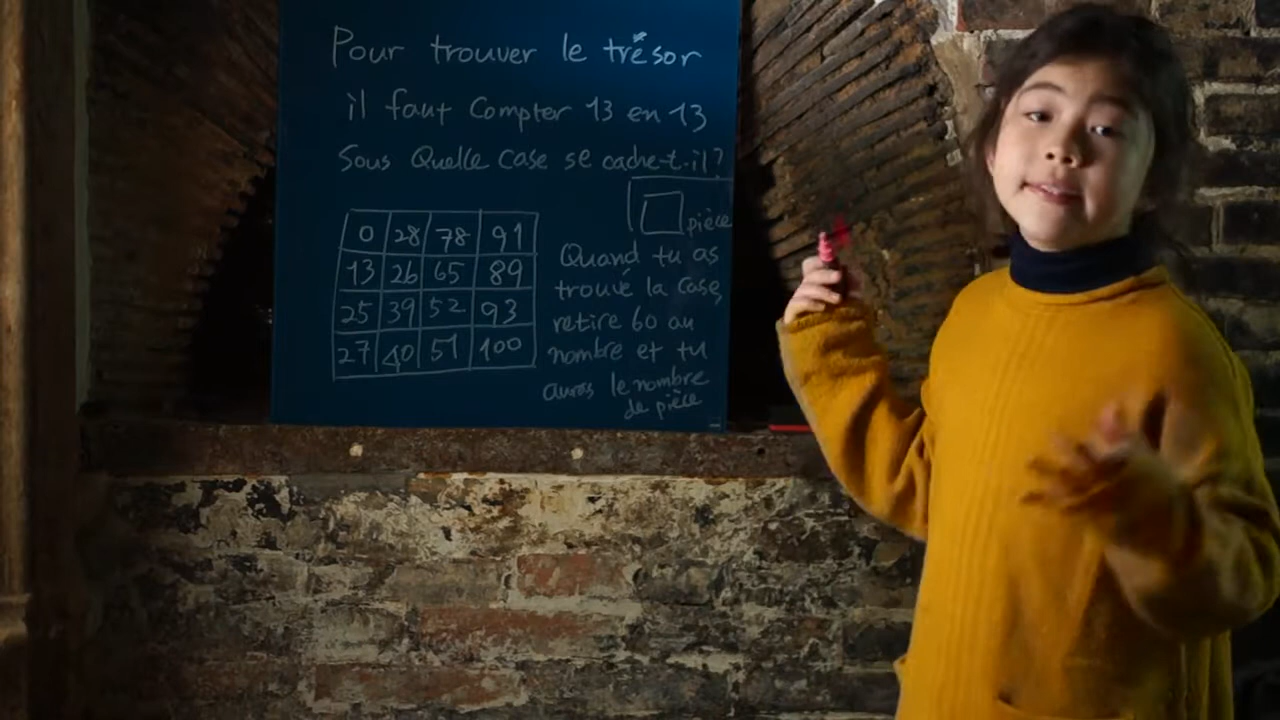 Pour trouver le trésor
il faut Compter 13 en 13
Sous Quelle Case se cache-t-il?
pièce
0 28 78 91
13 26 65 89
25 39 52 93
27 40 51 100
Quand tu as
trouvé la case,
retire 60 au
nombre et tu
auras le nombre
de pièce